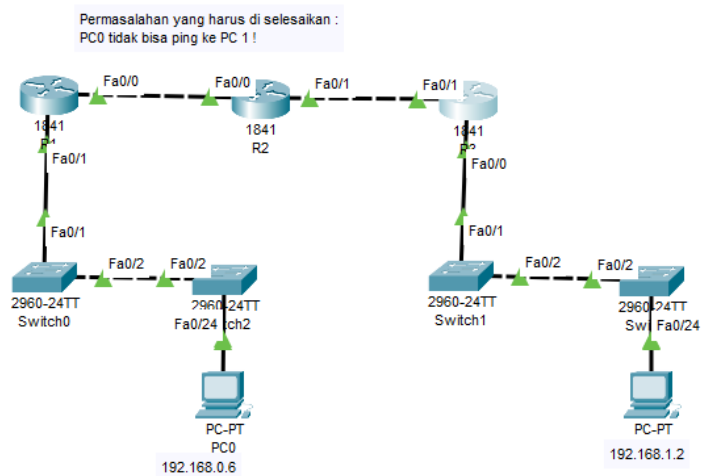 Permasalahan yang harus di selesaikan :
PC0 tidak bisa ping ke PC 1 !
Fa0/0
Fa0/0
Fa0/1
Fa0/1
1841
1841
R2
1841
Fa0/1
Fa0/0
Fa0/1
Fa0/1
Fa0/2
Fa0/2
Fa0/2
Fa0/2
2960-24TT
Switch0
2960-24TT
Fa0/24
2960-24TT
Switch1
2960-24TT
Fa0/24
PC-PT
PC0
192.168.0.6
PC-PT
192.168.1.2